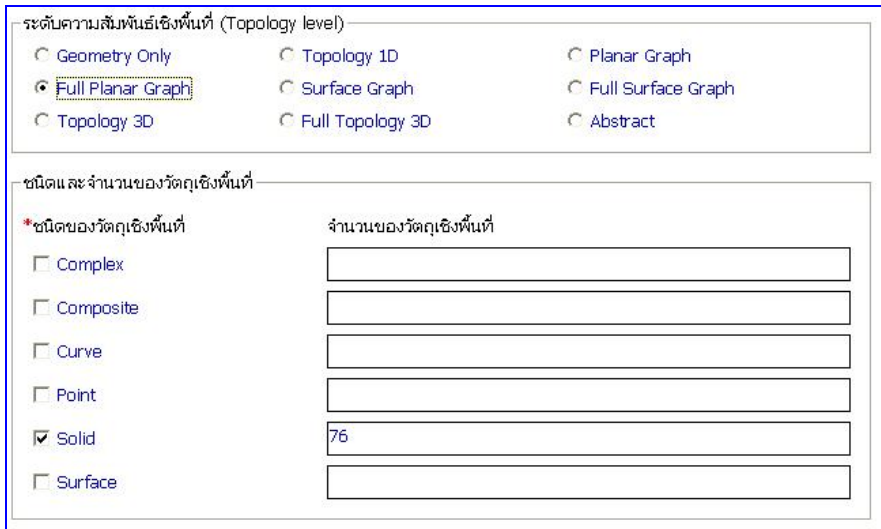 ระดับความสัมพันธ์เชิงพื้นที่ (Topology level)
Geometry Only Topology 1D Planar Graph
Full Planar Graph Surface Graph Full Surface Graph
Topology 3D Full Topology 3D Abstract
ชนิดและจำนวนของวัตถุเชิงพื้นที่
*ชนิดของวัตถุเชิงพื้นที่ จำนวนของวัตถุเชิงพื้นที่
Complex
Composite
Curve
Point
Solid 76
Surface